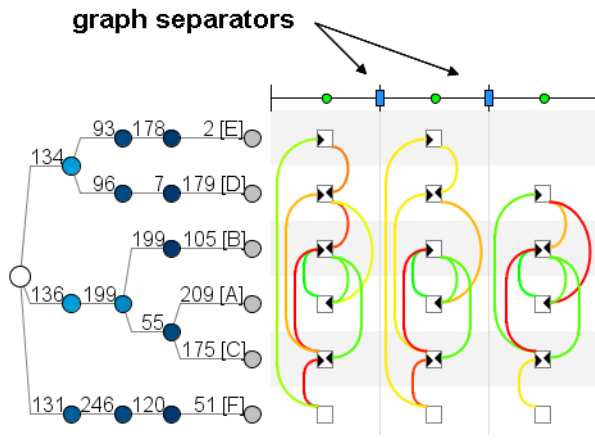 graph separators
93 178 2 [E]
134
96 7 179 [D]
199 105 [B]
136 199 209 [A]
55
175 [C]
131 246 120 51 [F]